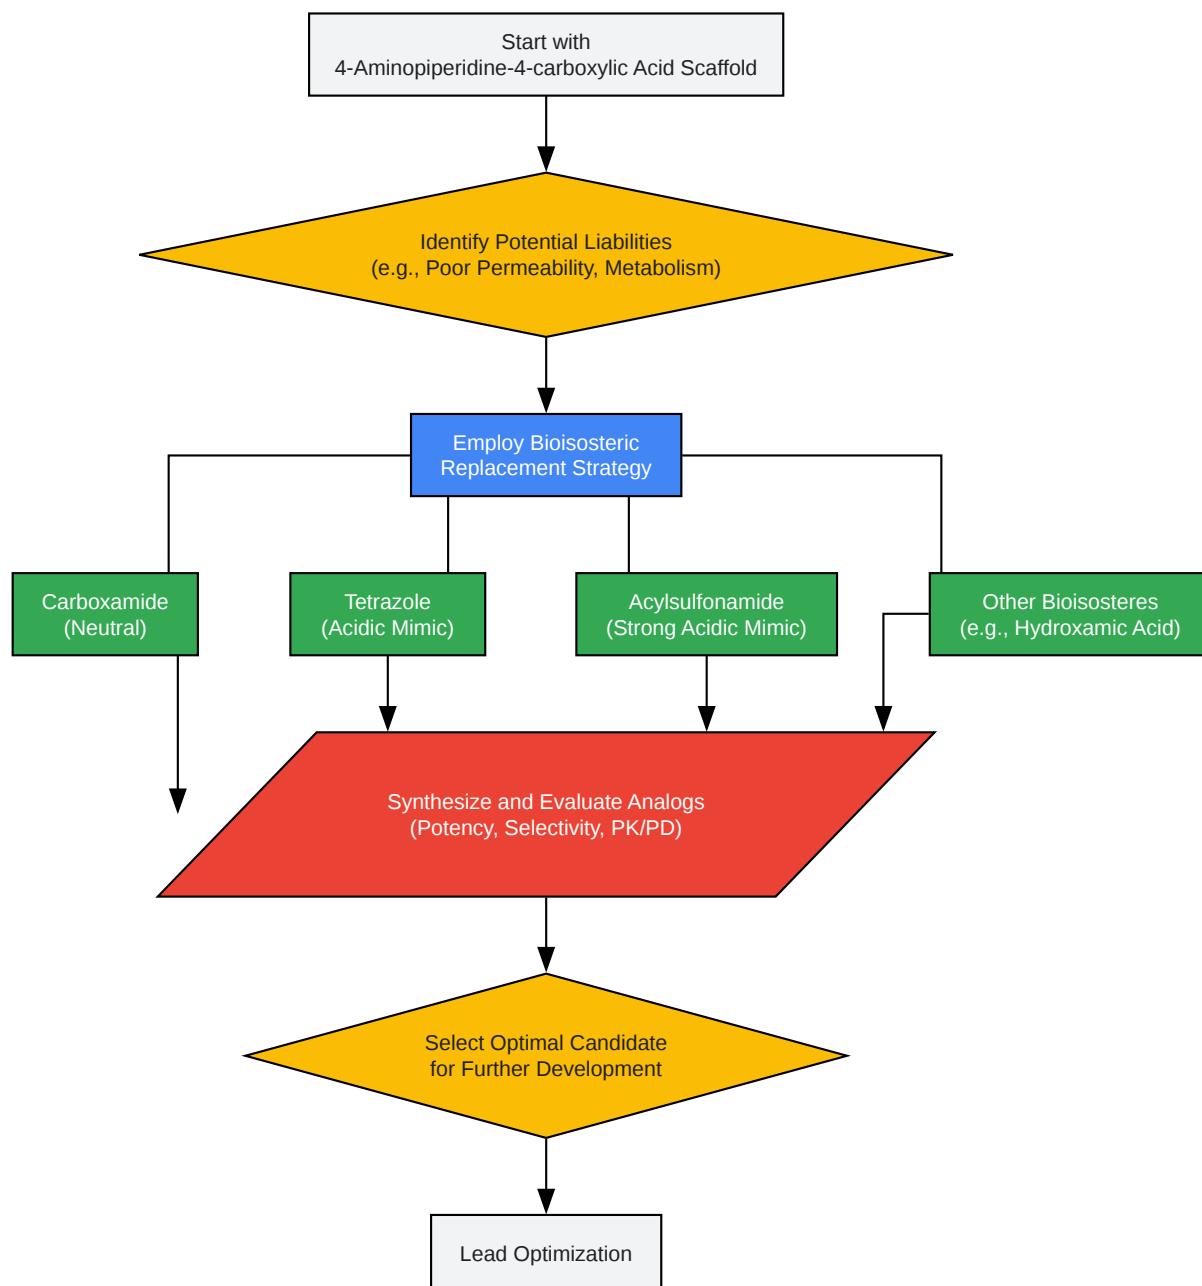 Start with
4-Aminopiperidine-4-carboxylic Acid Scaffold
Identify Potential Liabilities
(e.g., Poor Permeability, Metabolism)
Employ Bioisosteric
Replacement Strategy
Carboxamide
(Neutral)
Tetrazole
(Acidic Mimic)
Acylsulfonamide
(Strong Acidic Mimic)
Other Bioisosteres
(e.g., Hydroxamic Acid)
Synthesize and Evaluate Analogs
(Potency, Selectivity, PK/PD)
Select Optimal Candidate
for Further Development
Lead Optimization